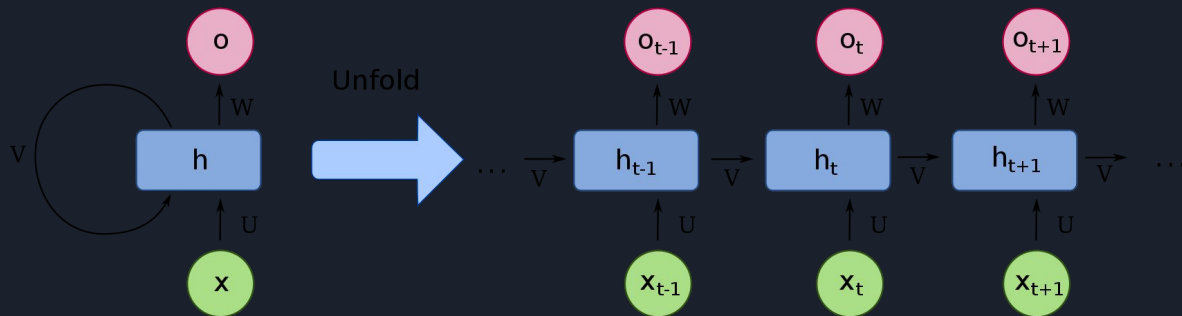 o
W
V
h
U
x
Unfold
o_{t-1} o_t o_{t+1}
W W W
... h_{t-1} h_t h_{t+1} ...
V V V V
U U U
x_{t-1} x_t x_{t+1}